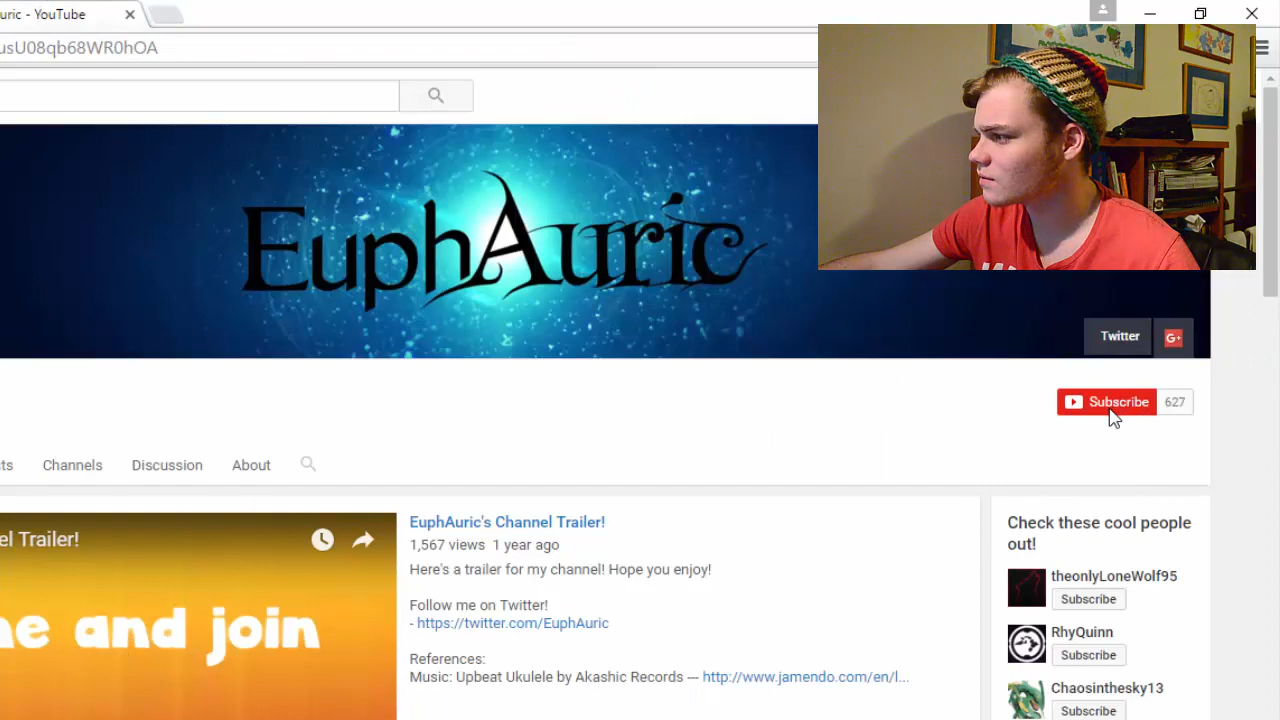 uric - YouTube
usU08qb68WR0hOA
EuphAuric
Twitter
G+
Subscribe 627
ts Channels Discussion About
el Trailer!
ne and join
EuphAuric's Channel Trailer!
1,567 views 1 year ago
Here's a trailer for my channel! Hope you enjoy!
Follow me on Twitter!
- https://twitter.com/EuphAuric
References:
Music: Upbeat Ukulele by Akashic Records — http://www.jamendo.com/en/l...
Check these cool people
out!
theonlyLoneWolf95
Subscribe
RhyQuinn
Subscribe
Chaosinthesky13
Subscribe